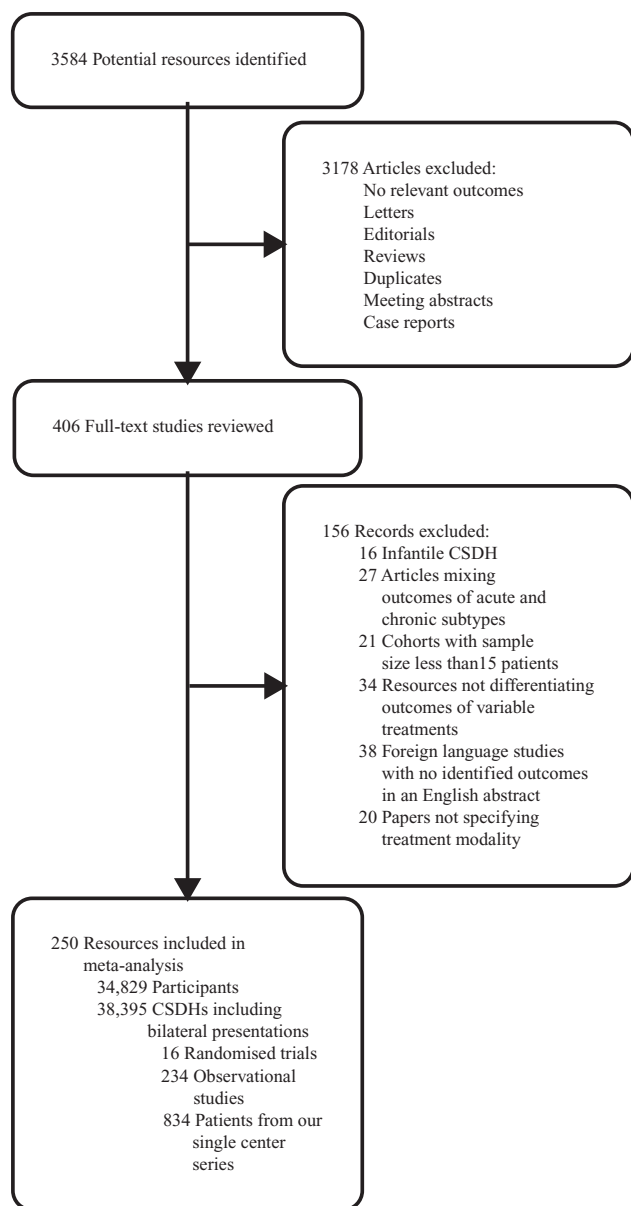 3584 Potential resources identified
3178 Articles excluded:
No relevant outcomes
Letters
Editorials
Reviews
Duplicates
Meeting abstracts
Case reports
406 Full-text studies reviewed
156 Records excluded:
16 Infantile CSDH
27 Articles mixing
outcomes of acute and
chronic subtypes
21 Cohorts with sample
size less than15 patients
34 Resources not differentiating
outcomes of variable
treatments
38 Foreign language studies
with no identified outcomes
in an English abstract
20 Papers not specifying
treatment modality
250 Resources included in
meta-analysis
34,829 Participants
38,395 CSDHs including
bilateral presentations
16 Randomised trials
234 Observational
studies
834 Patients from our
single center
series